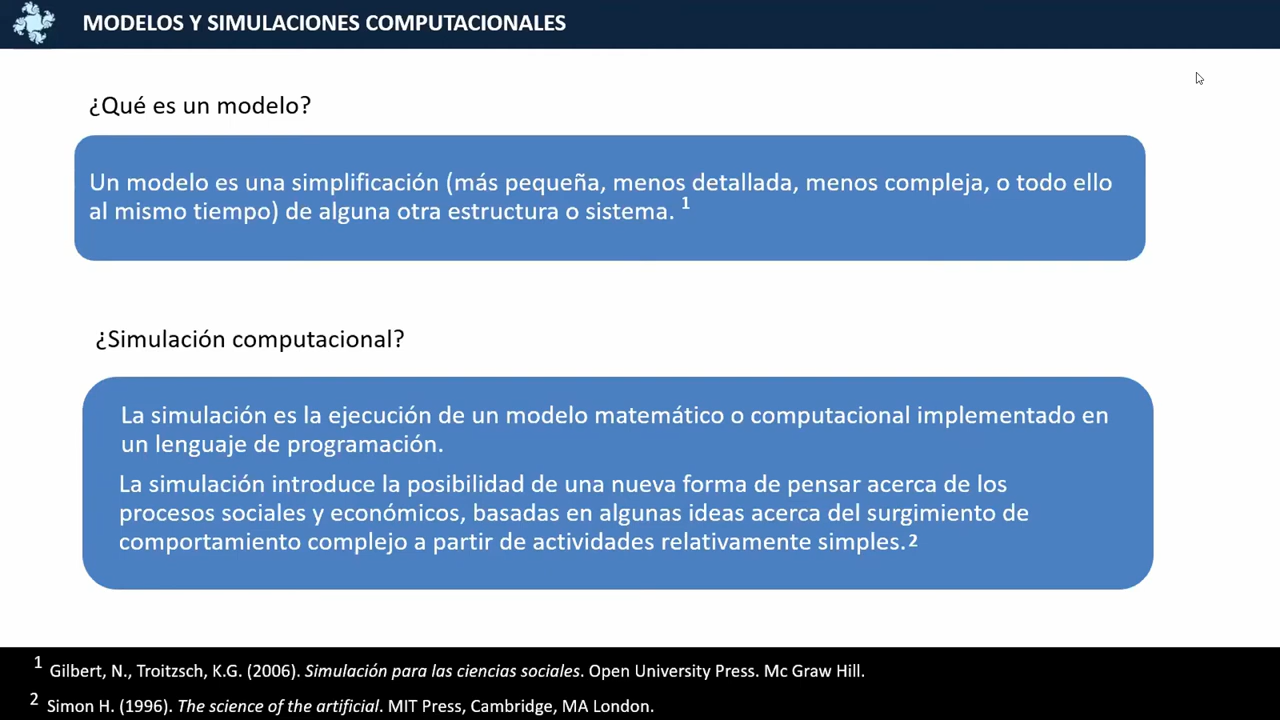 MODELOS Y SIMULACIONES COMPUTACIONALES
¿Qué es un modelo?
Un modelo es una simplificación (más pequeña, menos detallada, menos compleja, o todo ello
al mismo tiempo) de alguna otra estructura o sistema. 1
¿Simulación computacional?
La simulación es la ejecución de un modelo matemático o computacional implementado en
un lenguaje de programación.
La simulación introduce la posibilidad de una nueva forma de pensar acerca de los
procesos sociales y económicos, basadas en algunas ideas acerca del surgimiento de
comportamiento complejo a partir de actividades relativamente simples.2
1 Gilbert, N., Troitzsch, K.G. (2006). Simulación para las ciencias sociales. Open University Press. Mc Graw Hill.
2 Simon H. (1996). The science of the artificial. MIT Press, Cambridge, MA London.